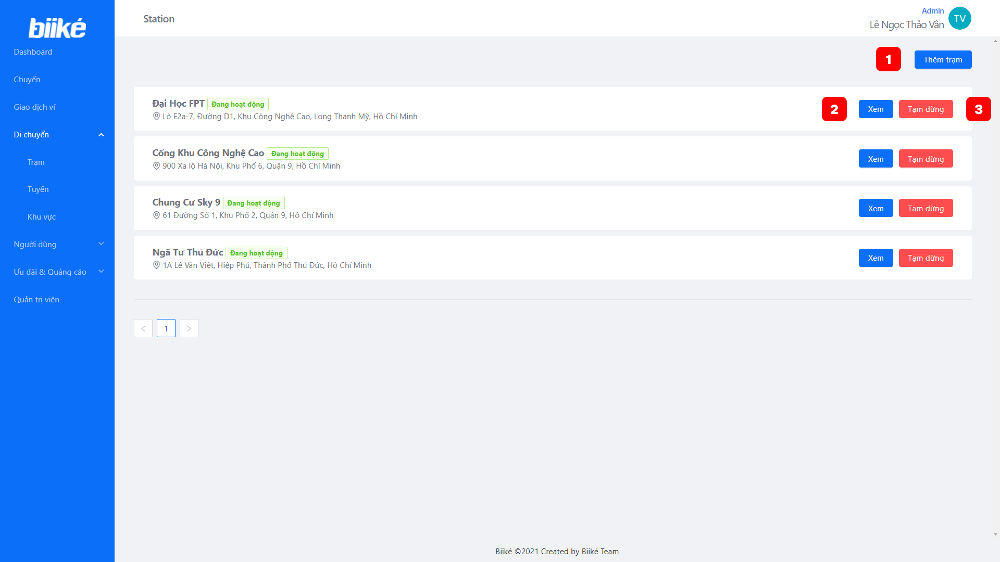 biiké
Dashboard
Chuyến
Giao dịch ví
Di chuyển
Trạm
Tuyến
Khu vực
Người dùng
Ưu đãi & Quảng cáo
Quản trị viên
Station
Admin
Lê Ngọc Thảo Vân
TV
1
Thêm trạm
Đại Học FPT Đang hoạt động
Lô E2a-7, Đường D1, Khu Công Nghệ Cao, Long Thạnh Mỹ, Hồ Chí Minh
2 Xem Tạm dừng 3
Cổng Khu Công Nghệ Cao Đang hoạt động
900 Xa lộ Hà Nội, Khu Phố 6, Quận 9, Hồ Chí Minh
Xem Tạm dừng
Chung Cư Sky 9 Đang hoạt động
61 Đường Số 1, Khu Phố 2, Quận 9, Hồ Chí Minh
Xem Tạm dừng
Ngã Tư Thủ Đức Đang hoạt động
1A Lê Văn Việt, Hiệp Phú, Thành Phố Thủ Đức, Hồ Chí Minh
Xem Tạm dừng
< 1 >
Biiké ©2021 Created by Biiké Team